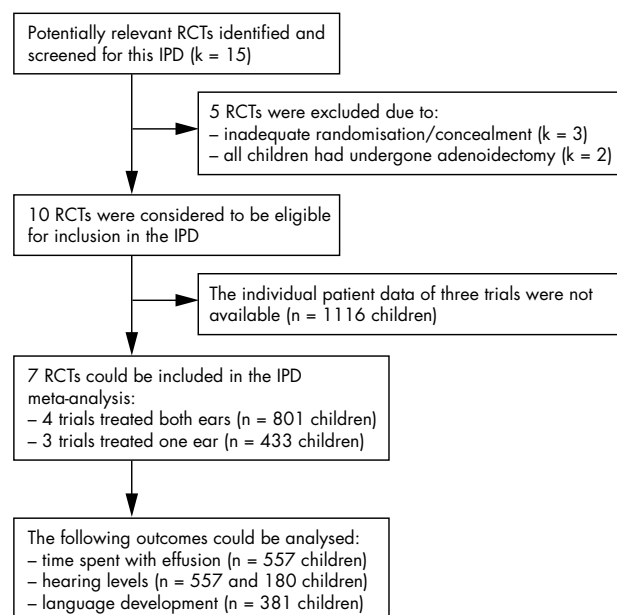 Potentially relevant RCTs identified and
screened for this IPD (k = 15)
5 RCTs were excluded due to:
– inadequate randomisation/concealment (k = 3)
– all children had undergone adenoidectomy (k = 2)
10 RCTs were considered to be eligible
for inclusion in the IPD
The individual patient data of three trials were not
available (n = 1116 children)
7 RCTs could be included in the IPD
meta-analysis:
– 4 trials treated both ears (n = 801 children)
– 3 trials treated one ear (n = 433 children)
The following outcomes could be analysed:
– time spent with effusion (n = 557 children)
– hearing levels (n = 557 and 180 children)
– language development (n = 381 children)